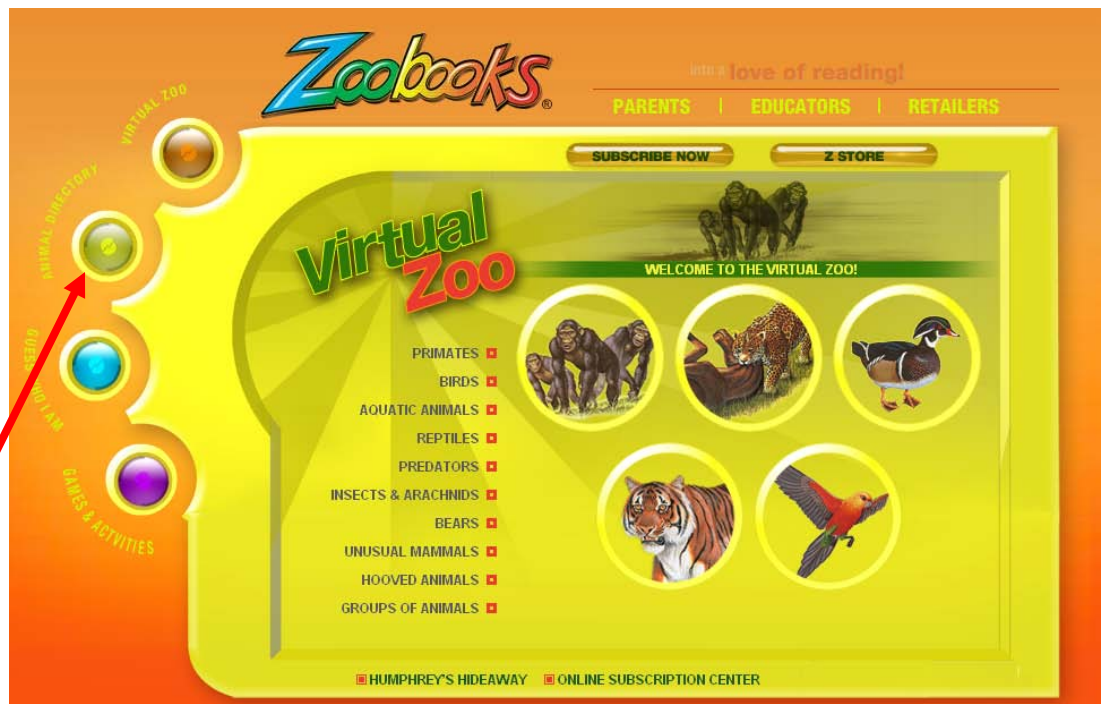 Zoobooks®
into a love of reading!
PARENTS | EDUCATORS | RETAILERS
SUBSCRIBE NOW
Z STORE
VIRTUAL ZOO
ANIMAL DIRECTORY
GUESS WHO I AM
GAMES & ACTVITIES
Virtual
Zoo
WELCOME TO THE VIRTUAL ZOO!
PRIMATES
BIRDS
AQUATIC ANIMALS
REPTILES
PREDATORS
INSECTS & ARACHNIDS
BEARS
UNUSUAL MAMMALS
HOOVED ANIMALS
GROUPS OF ANIMALS
HUMPHREY'S HIDEAWAY
ONLINE SUBSCRIPTION CENTER